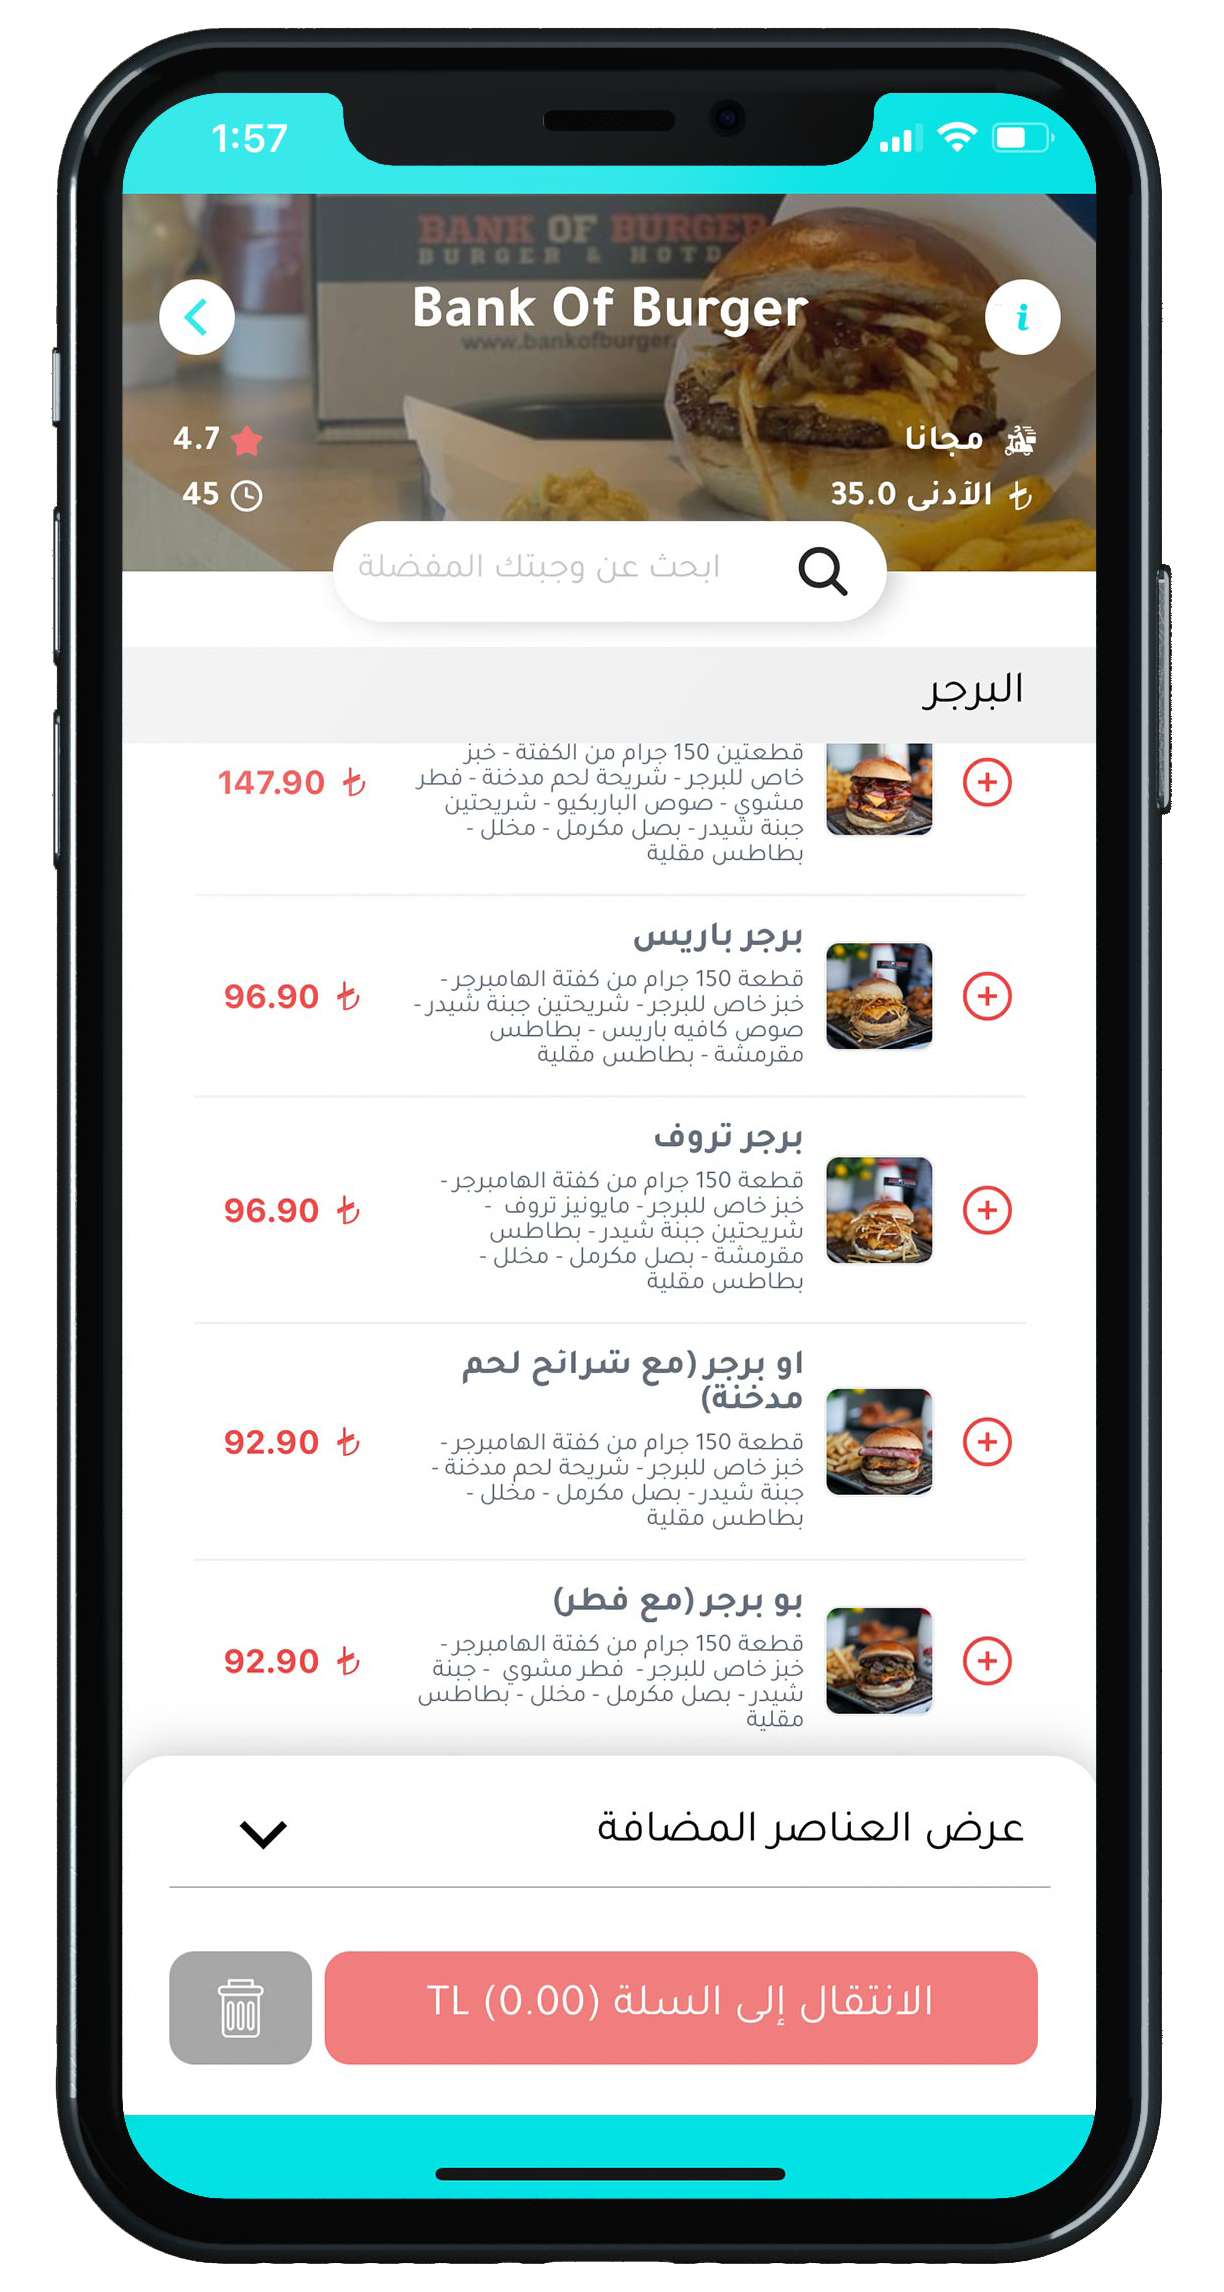 1:57
BANK OF BURGER
BURGER & HOTD
Bank Of Burger
www.bankofburger.
مجانا
4.7
₺ الأدنى 35.0
45
ابحث عن وجبتك المفضلة
البرجر
قطعتين 150 جرام من الكفتة - خبز
خاص للبرجر - شريحة لحم مدخنة - فطر
مشوي - صوص الباربكيو - شريحتين
جبنة شيدر - بصل مكرمل - مخلل -
بطاطس مقلية
147.90 ₺
برجر باريس
قطعة 150 جرام من كفتة الهامبرجر -
خبز خاص للبرجر - شريحتين جبنة شيدر -
صوص كافيه باريس - بطاطس
مقرمشة - بطاطس مقلية
96.90 ₺
برجر تروف
قطعة 150 جرام من كفتة الهامبرجر -
خبز خاص للبرجر - مايونيز تروف -
شريحتين جبنة شيدر - بطاطس
مقرمشة - بصل مكرمل - مخلل -
بطاطس مقلية
96.90 ₺
او برجر (مع شرائح لحم
مدخنة)
قطعة 150 جرام من كفتة الهامبرجر -
خبز خاص للبرجر - شريحة لحم مدخنة -
جبنة شيدر - بصل مكرمل - مخلل -
بطاطس مقلية
92.90 ₺
بو برجر (مع فطر)
قطعة 150 جرام من كفتة الهامبرجر -
خبز خاص للبرجر - فطر مشوي - جبنة
شيدر - بصل مكرمل - مخلل - بطاطس
مقلية
92.90 ₺
عرض العناصر المضافة
الانتقال إلى السلة (0.00) TL